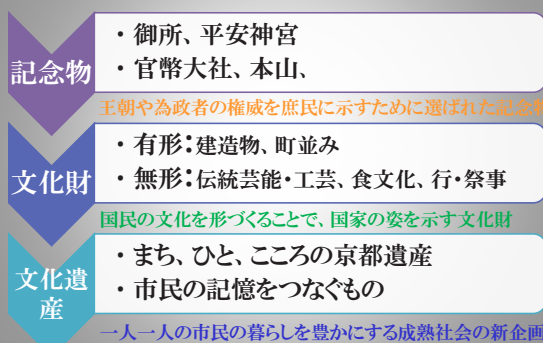 記念物
・御所、平安神宮
・官幣大社、本山、
王朝や為政者の権威を庶民に示すために選ばれた記念
文化財
・有形:建造物、町並み
・無形:伝統芸能・工芸、食文化、行・祭事
国民の文化を形づくることで、国家の姿を示す文化財
文化遺
産
・まち、ひと、こころの京都遺産
・市民の記憶をつなぐもの
一人一人の市民の暮らしを豊かにする成熟社会の新企画